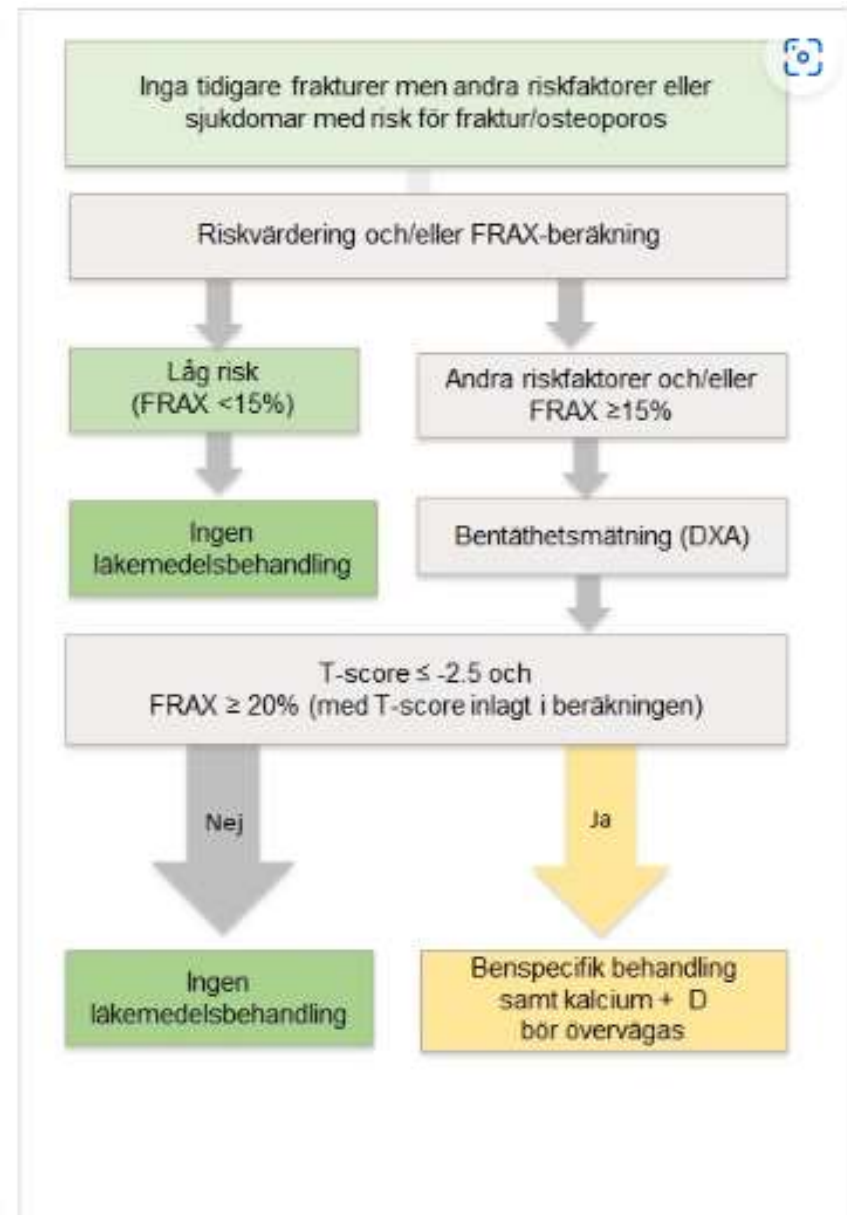 Inga tidigare frakturer men andra riskfaktorer eller
sjukdomar med risk för fraktur/osteoporos
Riskvärdering och/eller FRAX-beräkning
Låg risk
(FRAX <15%)
Andra riskfaktorer och/eller
FRAX ≥15%
Ingen
läkemedelsbehandling
Bentäthetsmätning (DXA)
T-score ≤ -2.5 och
FRAX ≥ 20% (med T-score inlagt i beräkningen)
Nej
Ja
Ingen
läkemedelsbehandling
Benspecifik behandling
samt kalcium + D
bör övervägas